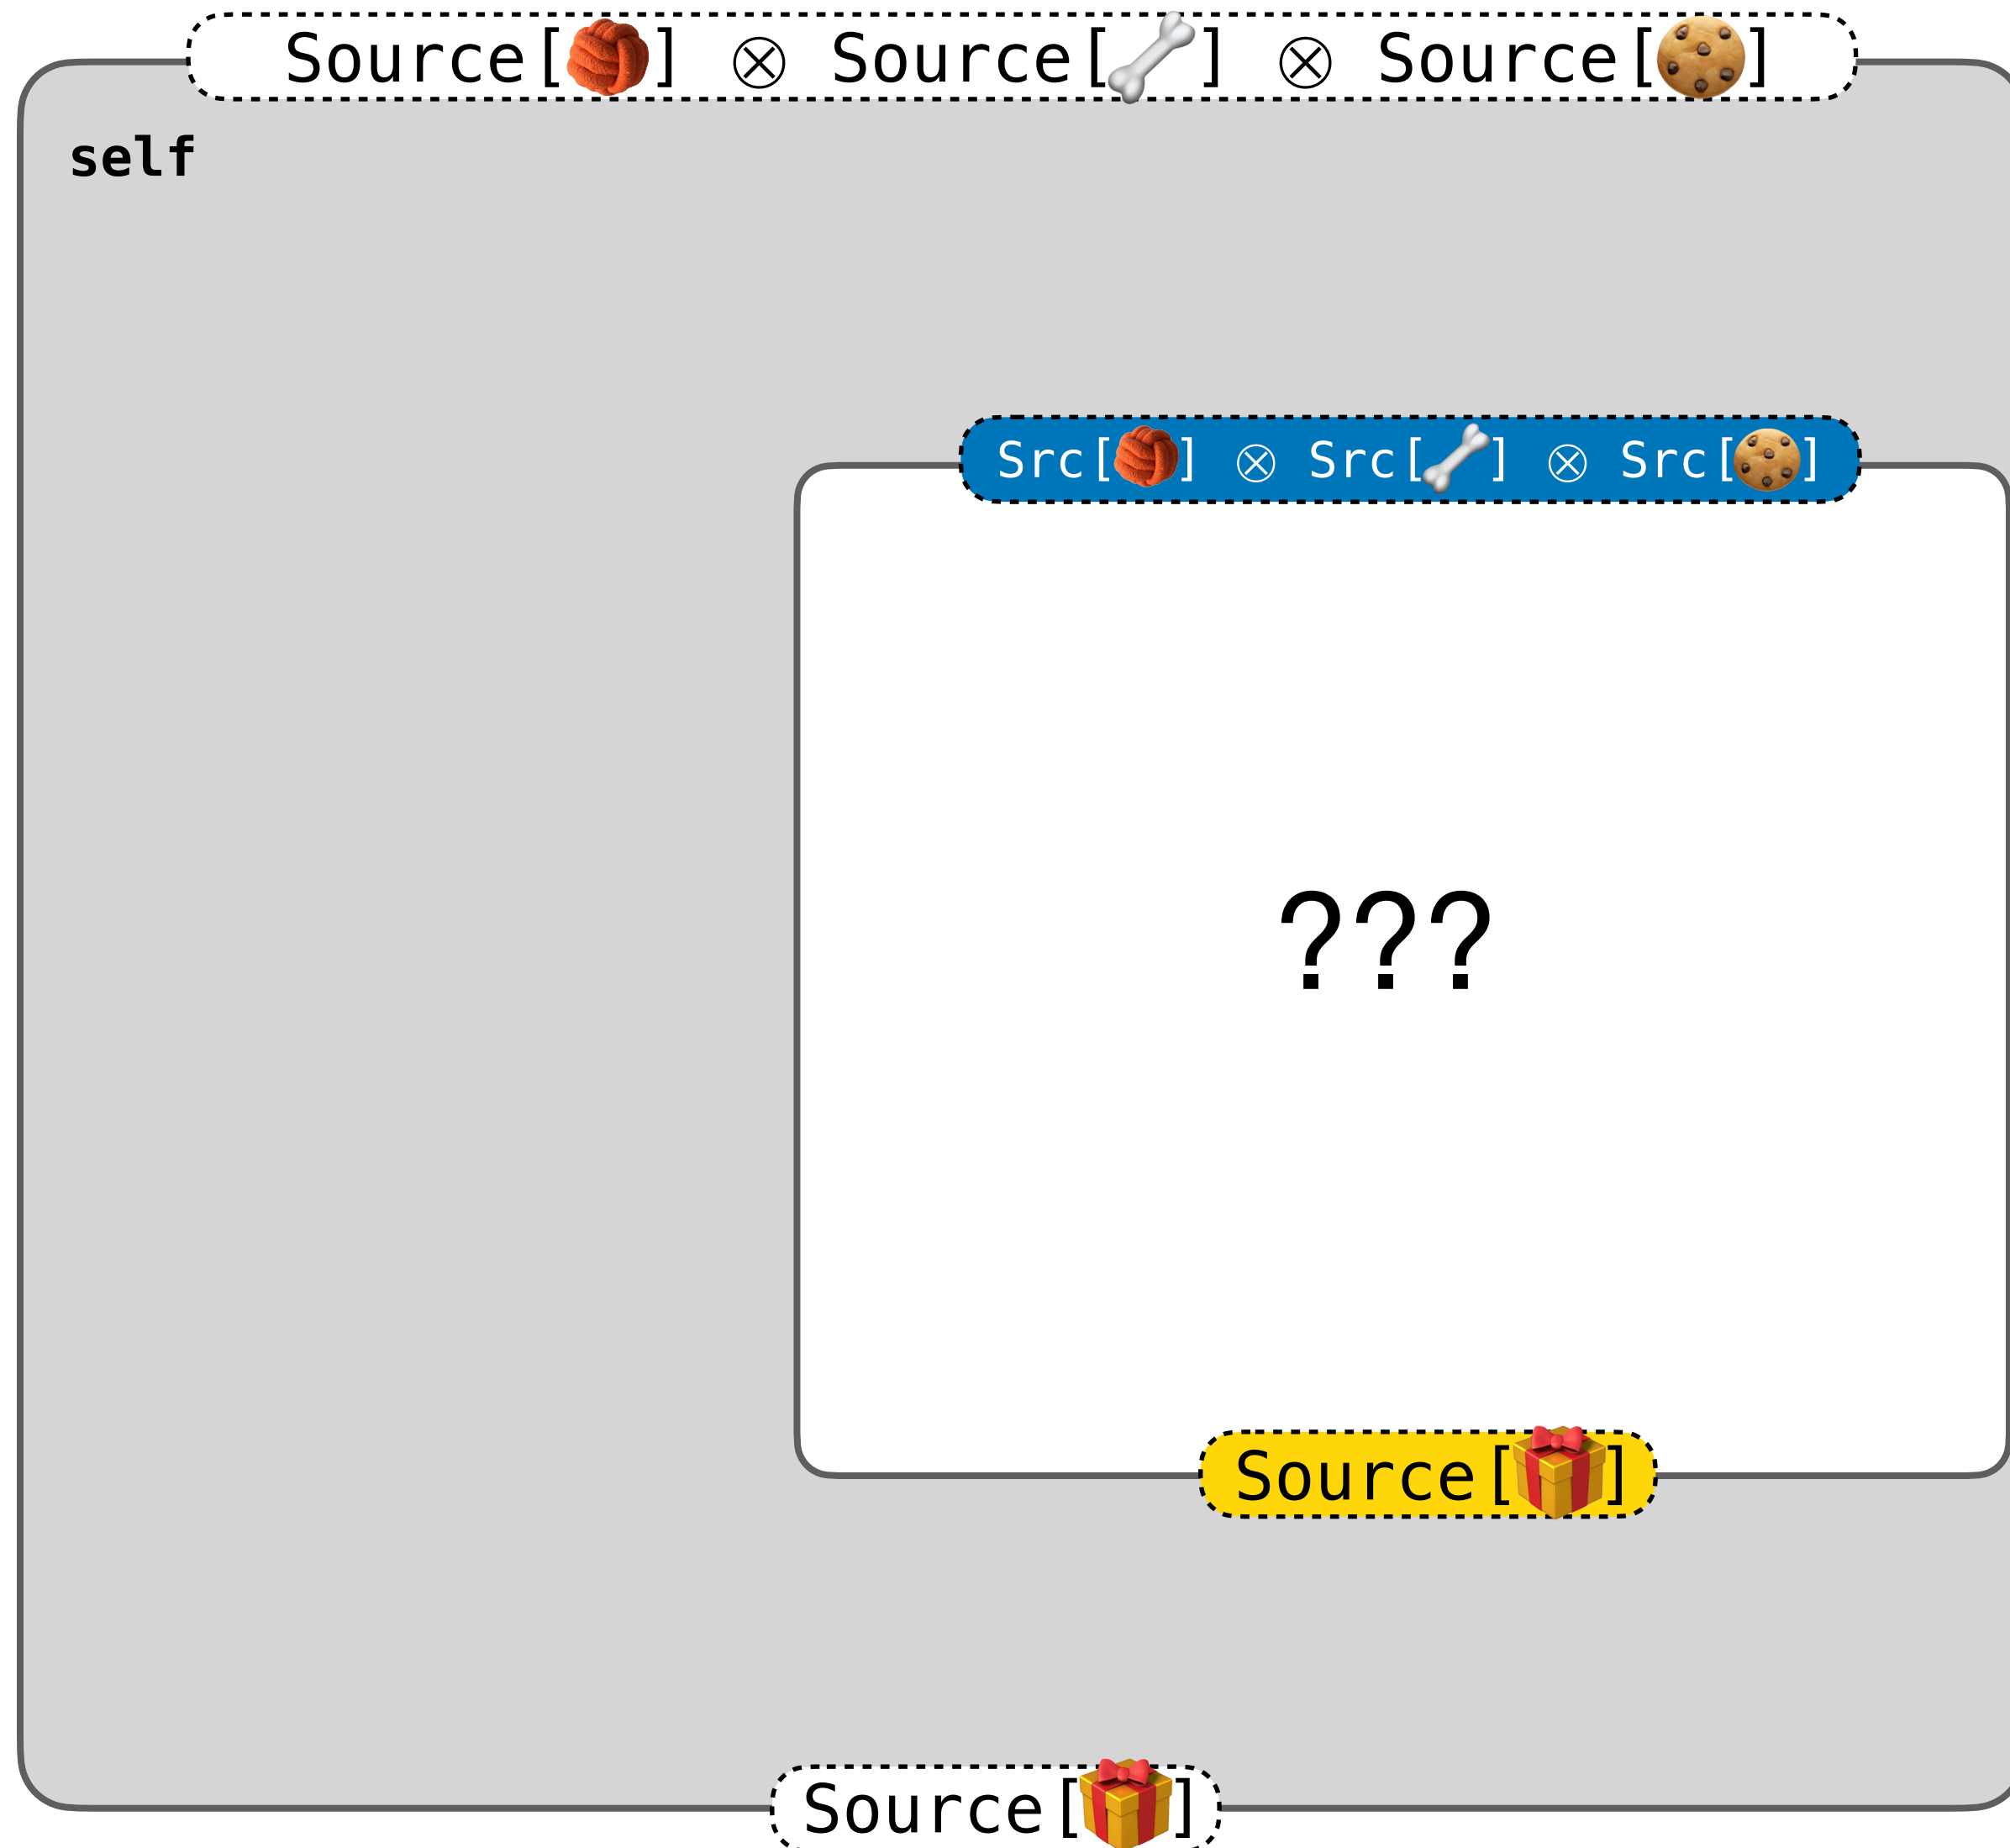 Source[🧶] ⊗ Source[🦴] ⊗ Source[🍪]
self
Src[🧶] ⊗ Src[🦴] ⊗ Src[🍪]
???
Source[🎁]
Source[🎁]